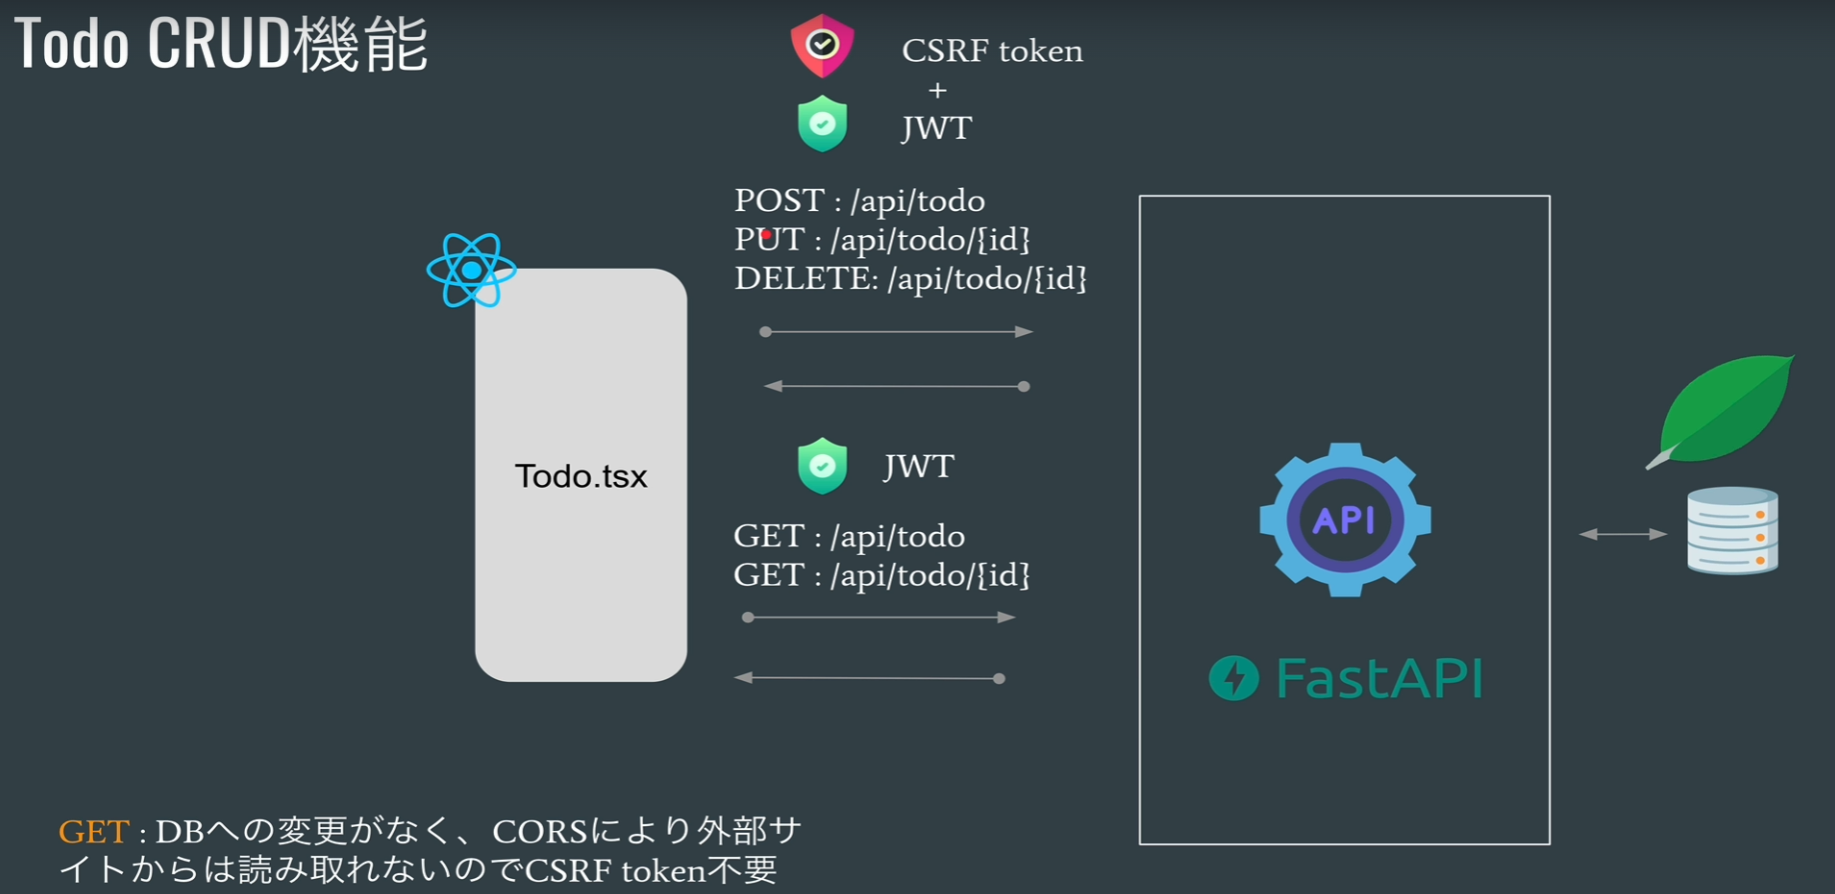 Todo CRUD機能
CSRF token
+
JWT
POST : /api/todo
PUT : /api/todo/{id}
DELETE: /api/todo/{id}
Todo.tsx
JWT
GET : /api/todo
GET : /api/todo/{id}
API
FastAPI
GET : DBへの変更がなく、CORSにより外部サ
イトからは読み取れないのでCSRF token不要